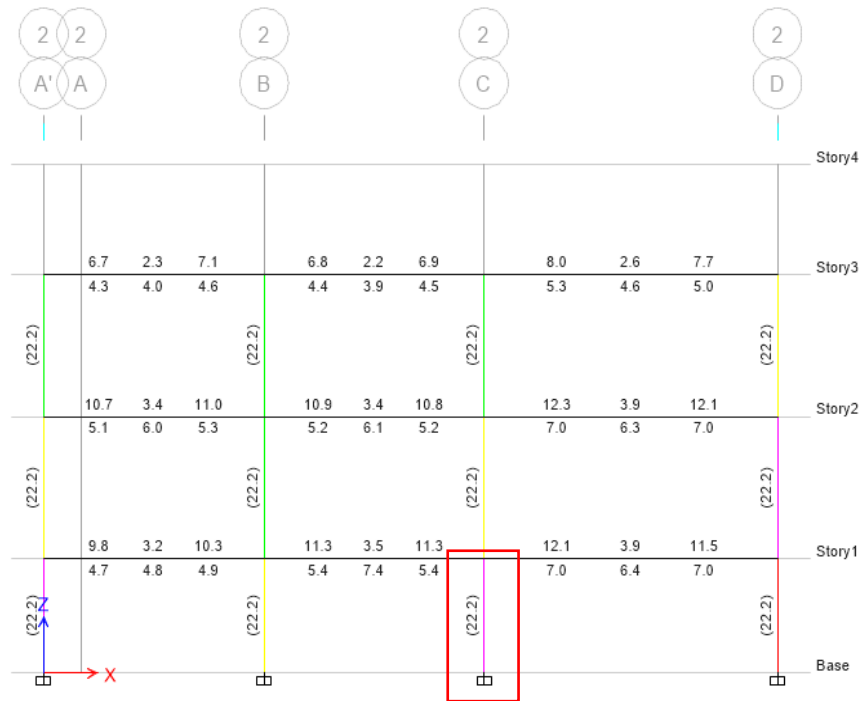 2 2 2 2 2
A' A B C D
Story4
6.7 2.3 7.1 6.8 2.2 6.9 8.0 2.6 7.7
Story3
4.3 4.0 4.6 4.4 3.9 4.5 5.3 4.6 5.0
(22.2) (22.2) (22.2) (22.2)
10.7 3.4 11.0 10.9 3.4 10.8 12.3 3.9 12.1
Story2
5.1 6.0 5.3 5.2 6.1 5.2 7.0 6.3 7.0
(22.2) (22.2) (22.2) (22.2)
9.8 3.2 10.3 11.3 3.5 11.3 12.1 3.9 11.5
Story1
4.7 4.8 4.9 5.4 7.4 5.4 7.0 6.4 7.0
(22.2) (22.2) (22.2) (22.2)
Z
Base
X